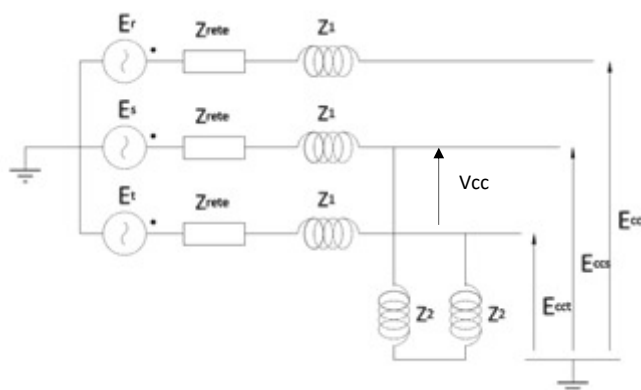 Er Zrete Z1
Es Zrete Z1
Vcc
Et Zrete Z1
Ecc
Eccs
Ecct
Z2 Z2